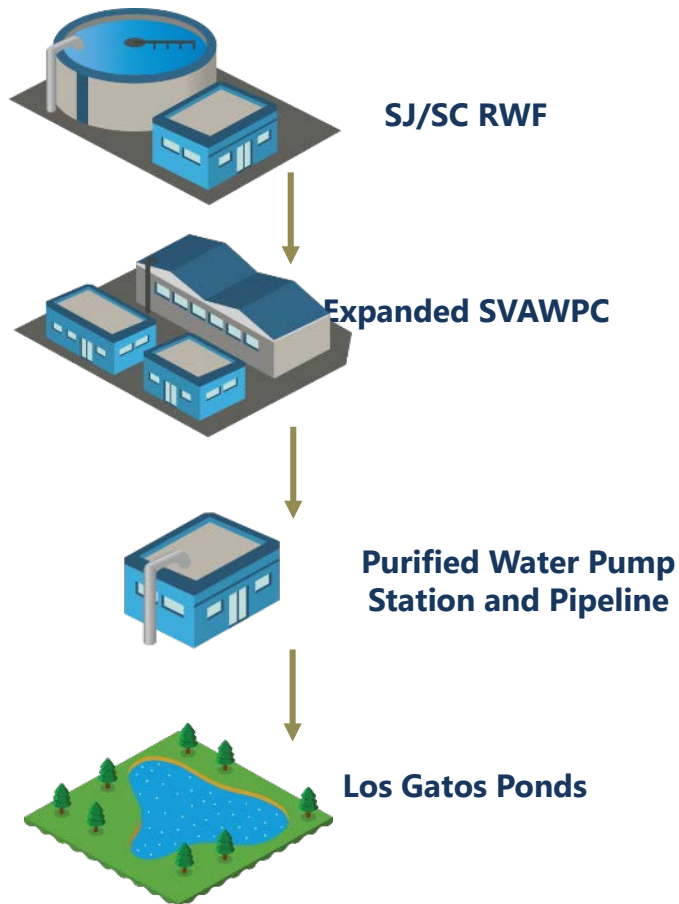 SJ/SC RWF
Expanded SVAWPC
Purified Water Pump
Station and Pipeline
Los Gatos Ponds